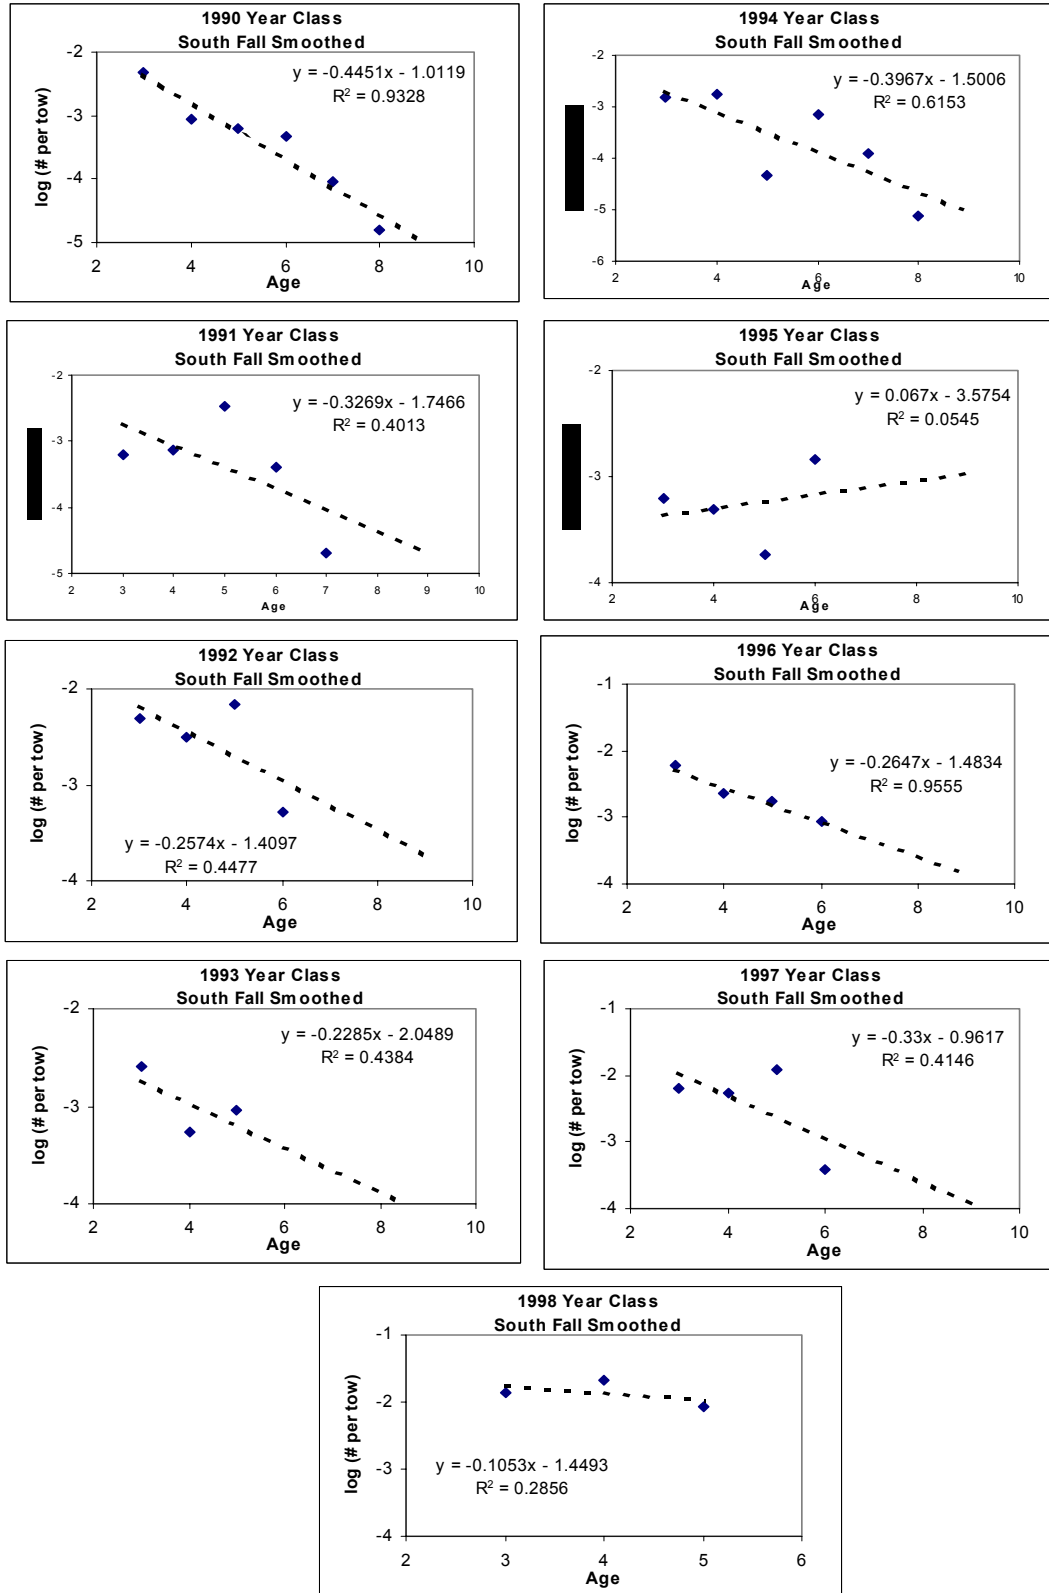 1990 Year Class
South Fall Smoothed
y = -0.4451x - 1.0119
R² = 0.9328
log (# per tow)
-2
-3
-4
-5
2 4 6 8 10
Age
1994 Year Class
South Fall Smoothed
y = -0.3967x - 1.5006
R² = 0.6153
-2
-3
-4
-5
-6
2 4 6 8 10
Age
1991 Year Class
South Fall Smoothed
y = -0.3269x - 1.7466
R² = 0.4013
-2
-3
-4
-5
2 3 4 5 6 7 8 9 10
Age
1995 Year Class
South Fall Smoothed
y = 0.067x - 3.5754
R² = 0.0545
-2
-3
-4
2 4 6 8 10
Age
1992 Year Class
South Fall Smoothed
log (# per tow)
-2
-3
-4
y = -0.2574x - 1.4097
R² = 0.4477
2 4 6 8 10
Age
1996 Year Class
South Fall Smoothed
log (# per tow)
-1
-2
-3
-4
y = -0.2647x - 1.4834
R² = 0.9555
2 4 6 8 10
Age
1993 Year Class
South Fall Smoothed
y = -0.2285x - 2.0489
R² = 0.4384
log (# per tow)
-2
-3
-4
2 4 6 8 10
Age
1997 Year Class
South Fall Smoothed
y = -0.33x - 0.9617
R² = 0.4146
log (# per tow)
-1
-2
-3
-4
2 4 6 8 10
Age
1998 Year Class
South Fall Smoothed
log (# per tow)
-1
-2
-3
-4
y = -0.1053x - 1.4493
R² = 0.2856
2 3 4 5 6
Age